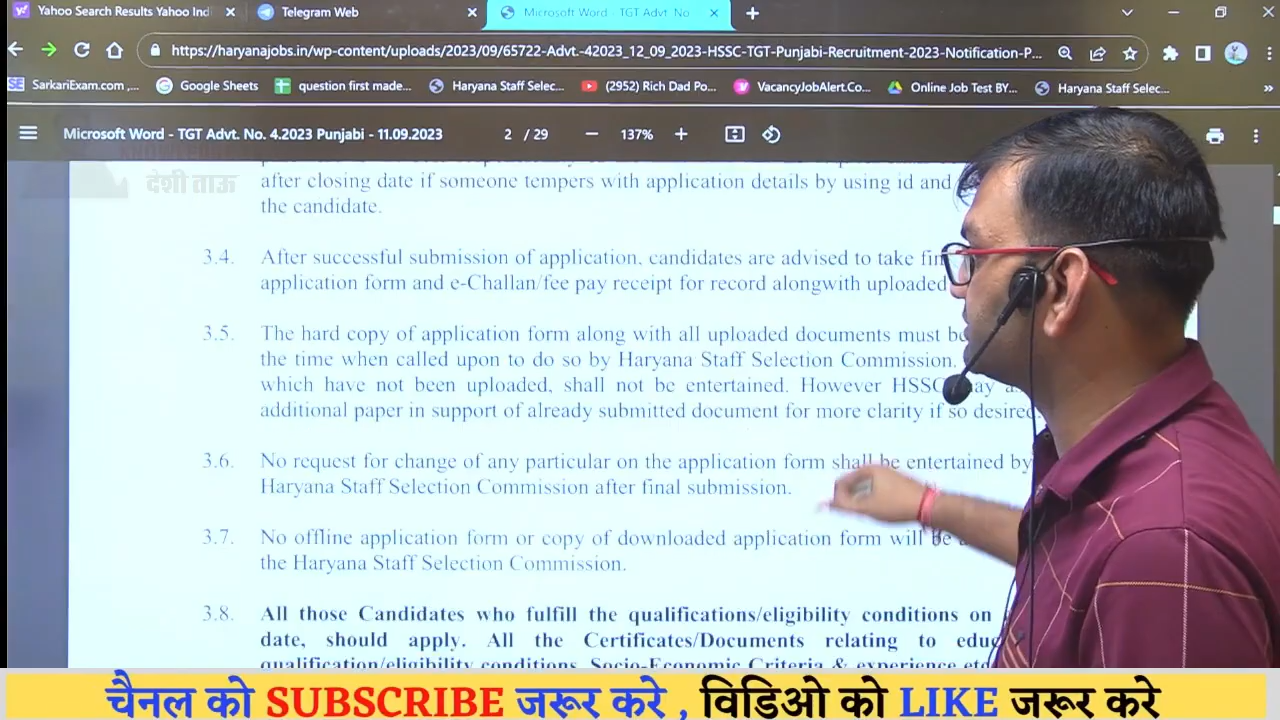 Yahoo Search Results Yahoo Ind
Telegram Web
Microsoft Word - TGT Advt. No
https://haryanajobs.in/wp-content/uploads/2023/09/65722-Advt.-42023_12_09_2023-HSSC-TGT-Punjabi-Recruitment-2023-Notification-P...
SE SarkariExam.com ,... Google Sheets question first made... Haryana Staff Selec... (2952) Rich Dad Po... VacancyJobAlert.Co... Online Job Test BY... Haryana Staff Selec...
Microsoft Word - TGT Advt. No. 4.2023 Punjabi - 11.09.2023 2 / 29 — 137% +
देशी ताऊ
after closing date if someone tempers with application details by using id and
the candidate.
3.4. After successful submission of application, candidates are advised to take
application form and e-Challan/fee pay receipt for record alongwith uploaded
3.5. The hard copy of application form along with all uploaded documents must be
the time when called upon to do so by Haryana Staff Selection Commission.
which have not been uploaded, shall not be entertained. However HSSC may
additional paper in support of already submitted document for more clarity if so desired.
3.6. No request for change of any particular on the application form shall be entertained by
Haryana Staff Selection Commission after final submission.
3.7. No offline application form or copy of downloaded application form will be
the Haryana Staff Selection Commission.
3.8. All those Candidates who fulfill the qualifications/eligibility conditions on
date, should apply. All the Certificates/Documents relating to
qualification/eligibility conditions, Socio-Economic Criteria & experience etc
चैनल को SUBSCRIBE जरूर करे , विडिओ को LIKE जरूर करे